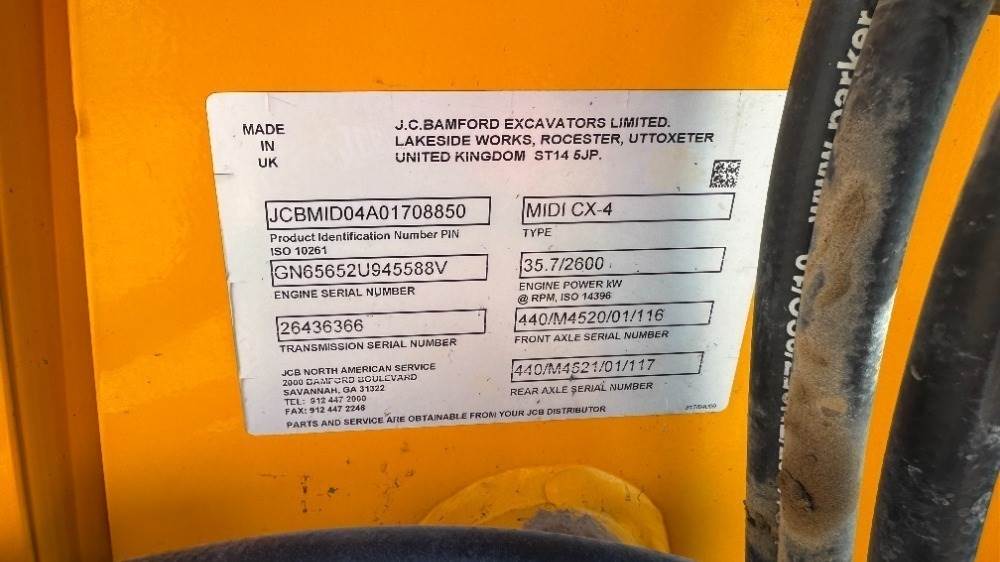 MADE
IN
UK
J.C.BAMFORD EXCAVATORS LIMITED.
LAKESIDE WORKS, ROCESTER, UTTOXETER
UNITED KINGDOM ST14 5JP.
JCBMID04A01708850
Product Identification Number PIN
ISO 10261
MIDI CX-4
TYPE
GN65652U945588V
ENGINE SERIAL NUMBER
35.7/2600
ENGINE POWER kW
@ RPM, ISO 14396
26436366
TRANSMISSION SERIAL NUMBER
440/M4520/01/116
FRONT AXLE SERIAL NUMBER
440/M4521/01/117
REAR AXLE SERIAL NUMBER
JCB NORTH AMERICAN SERVICE
2000 BAMFORD BOULEVARD
SAVANNAH, GA 31322
TEL: 912 447 2000
FAX: 912 447 2246
PARTS AND SERVICE ARE OBTAINABLE FROM YOUR JCB DISTRIBUTOR
www.parker